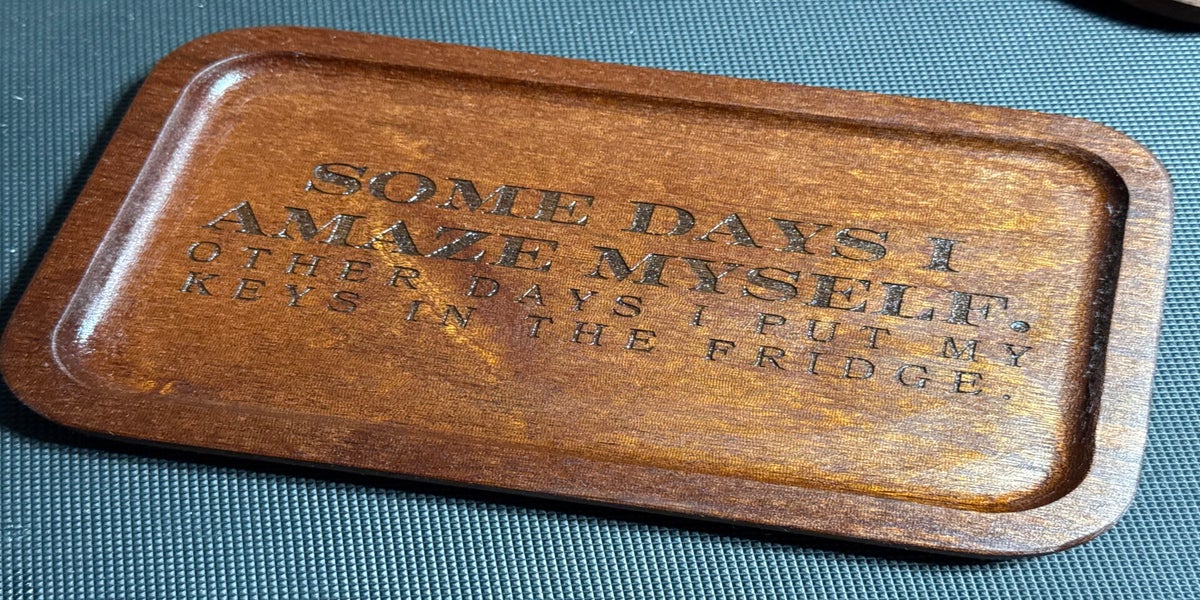 SOME DAYS I
AMAZE MYSELF.
OTHER DAYS I PUT MY
KEYS IN THE FRIDGE.